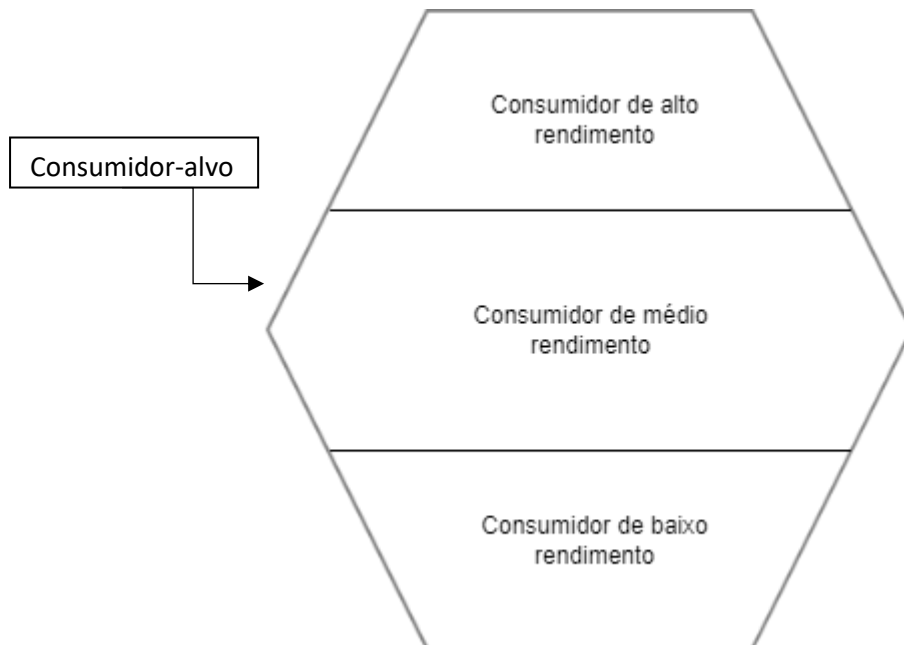 Consumidor de alto
rendimento
Consumidor-alvo
Consumidor de médio
rendimento
Consumidor de baixo
rendimento